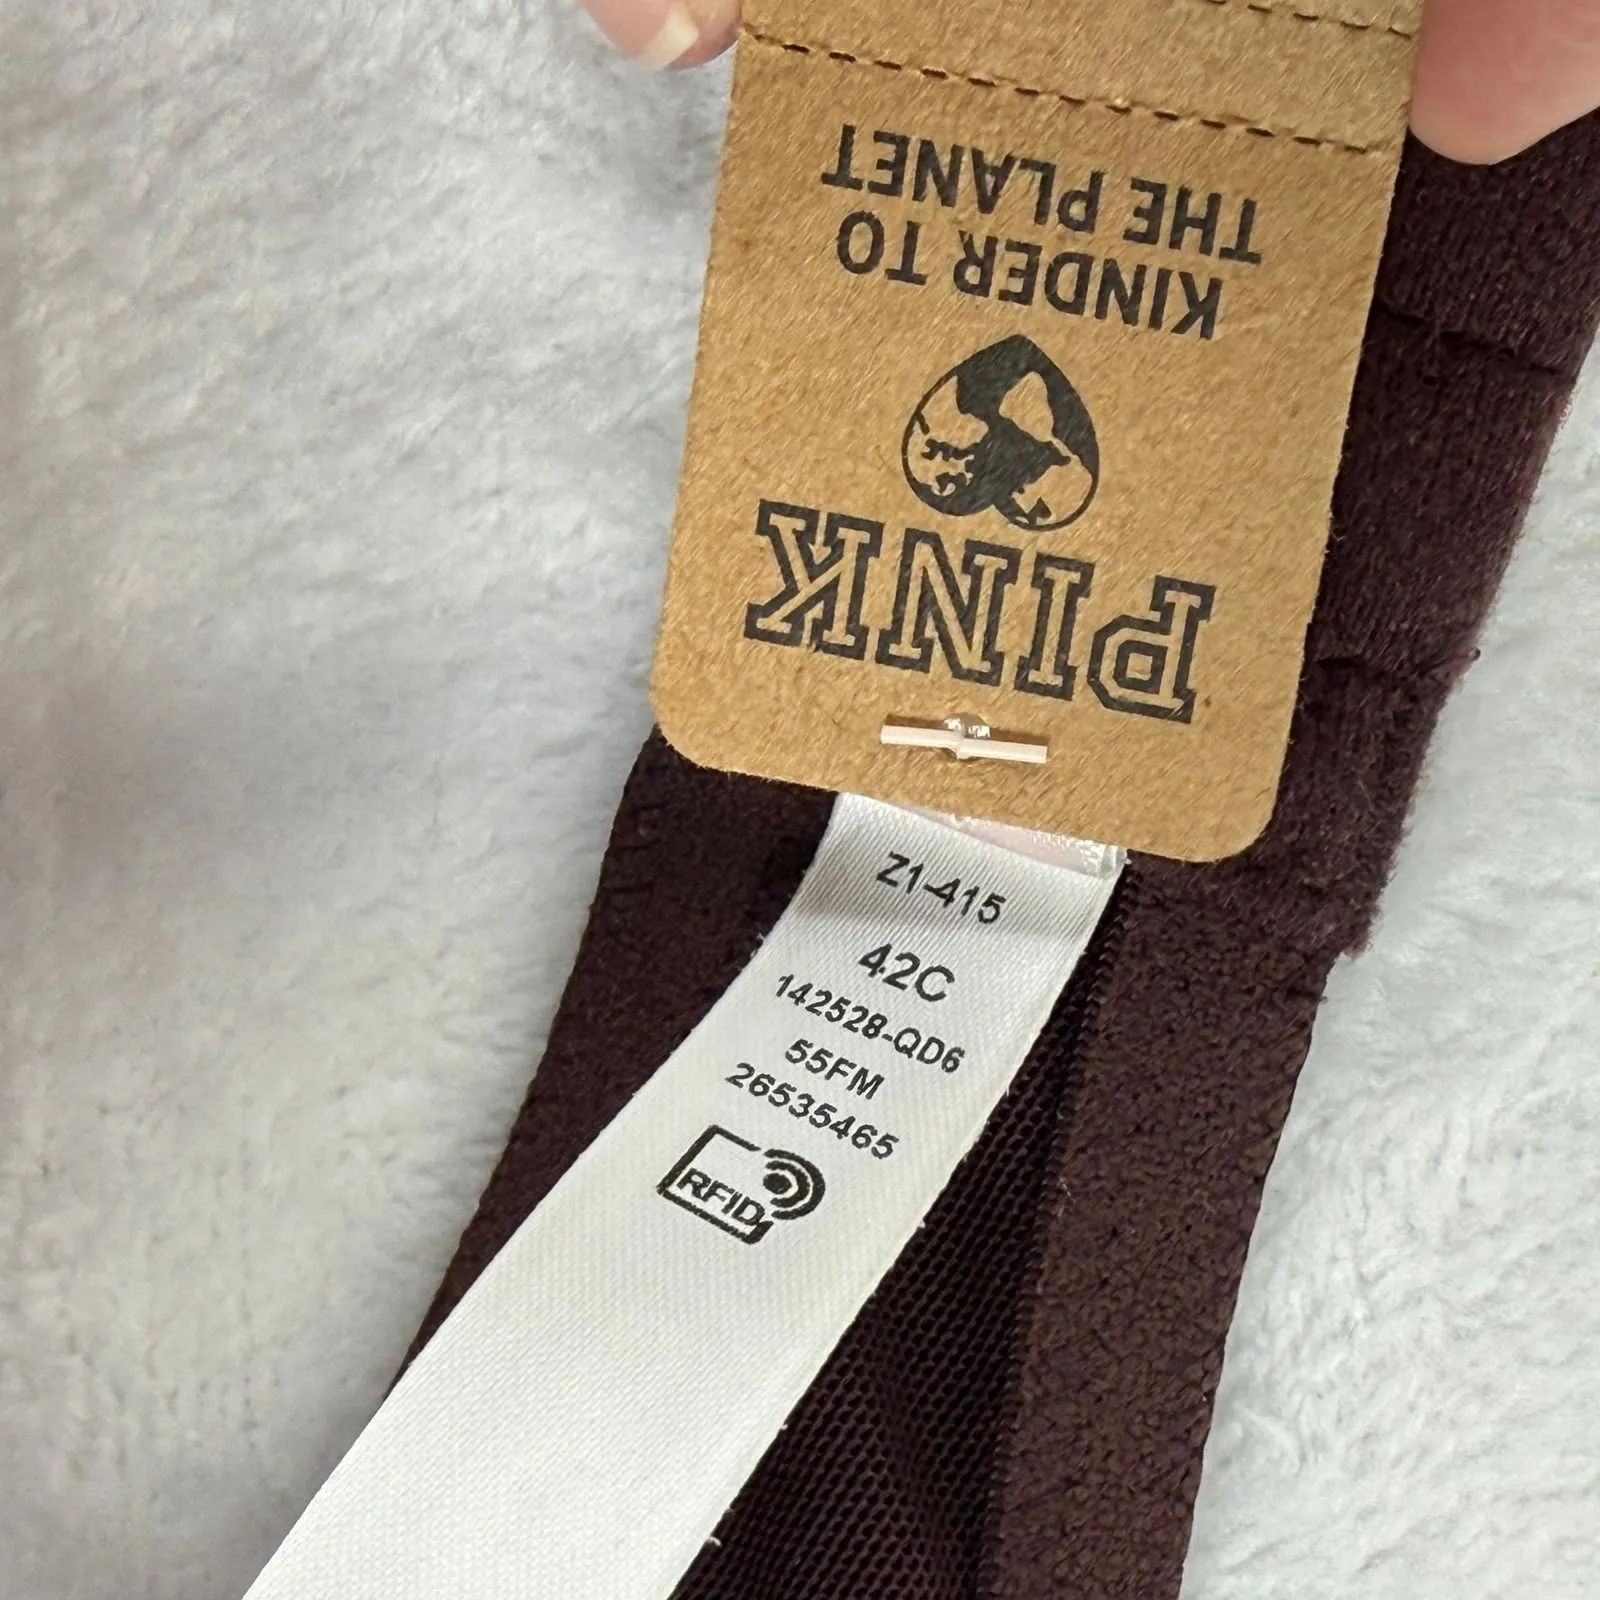 PINK
KINDER TO
THE PLANET
Z1-415
42C
142528-QD6
55FM
26535465
RFID